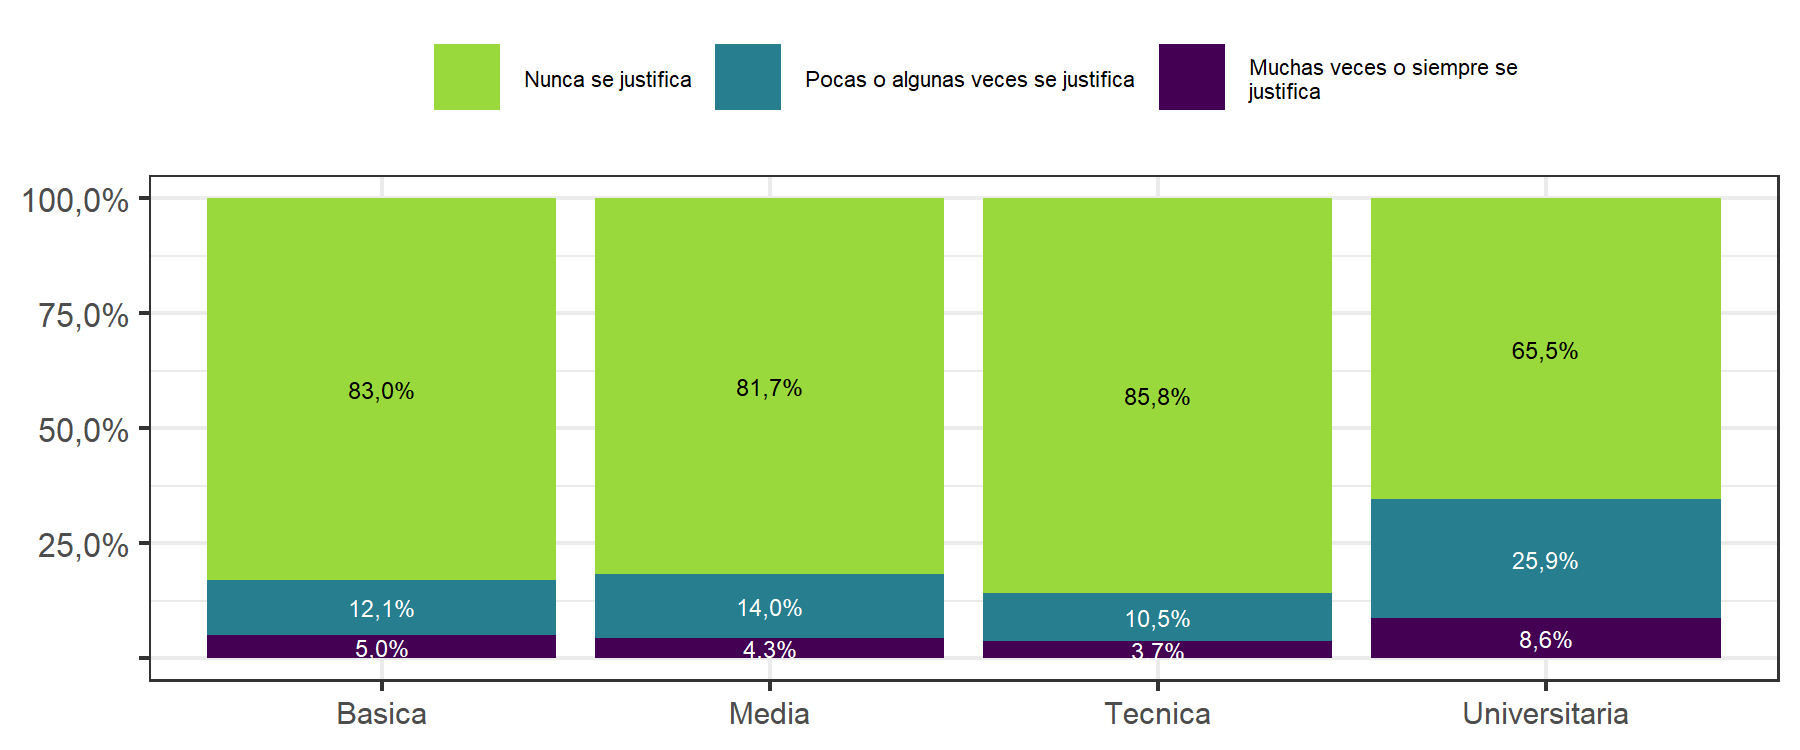 Nunca se justifica
Pocas o algunas veces se justifica
Muchas veces o siempre se
justifica
100,0%
75,0%
50,0%
25,0%
83,0%
81,7%
85,8%
65,5%
12,1%
14,0%
10,5%
25,9%
5,0%
4,3%
3,7%
8,6%
Basica
Media
Tecnica
Universitaria